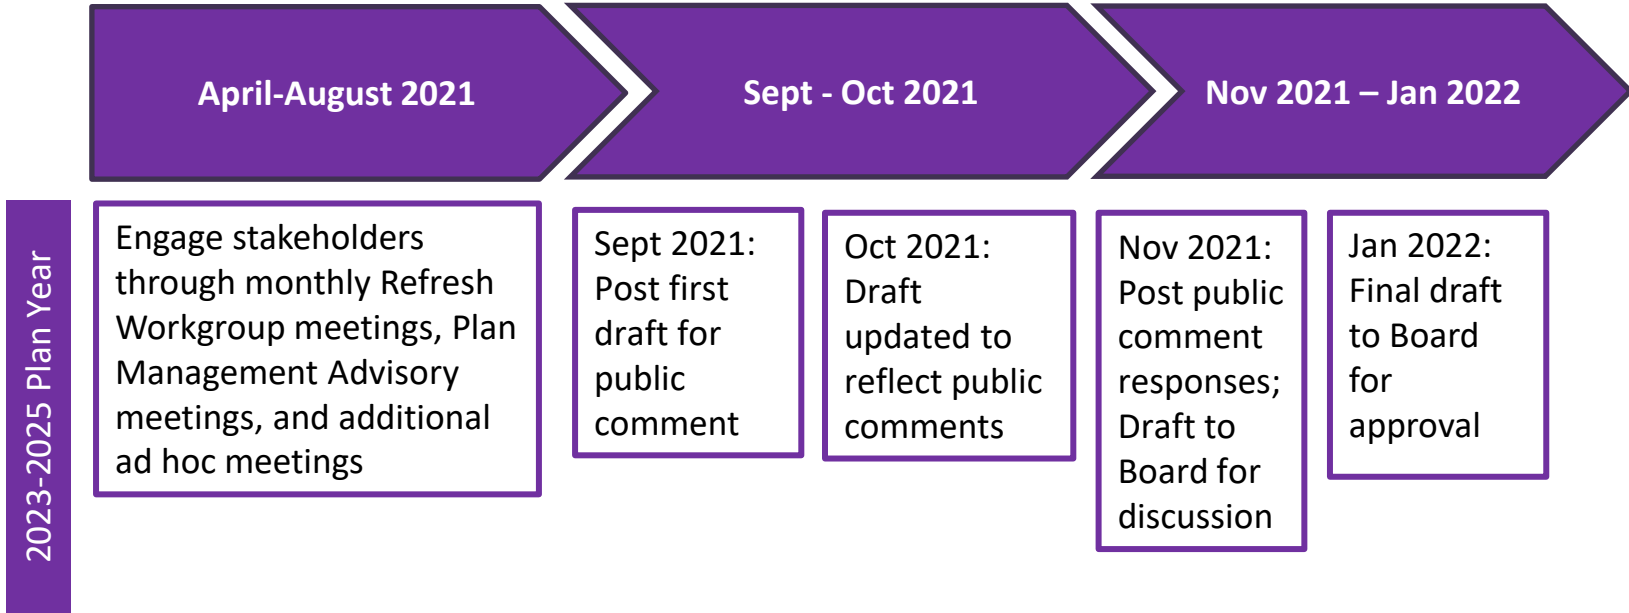 April-August 2021
Sept - Oct 2021
Nov 2021 – Jan 2022
2023-2025 Plan Year
Engage stakeholders
through monthly Refresh
Workgroup meetings, Plan
Management Advisory
meetings, and additional
ad hoc meetings
Sept 2021:
Post first
draft for
public
comment
Oct 2021:
Draft
updated to
reflect public
comments
Nov 2021:
Post public
comment
responses;
Draft to
Board for
discussion
Jan 2022:
Final draft
to Board
for
approval